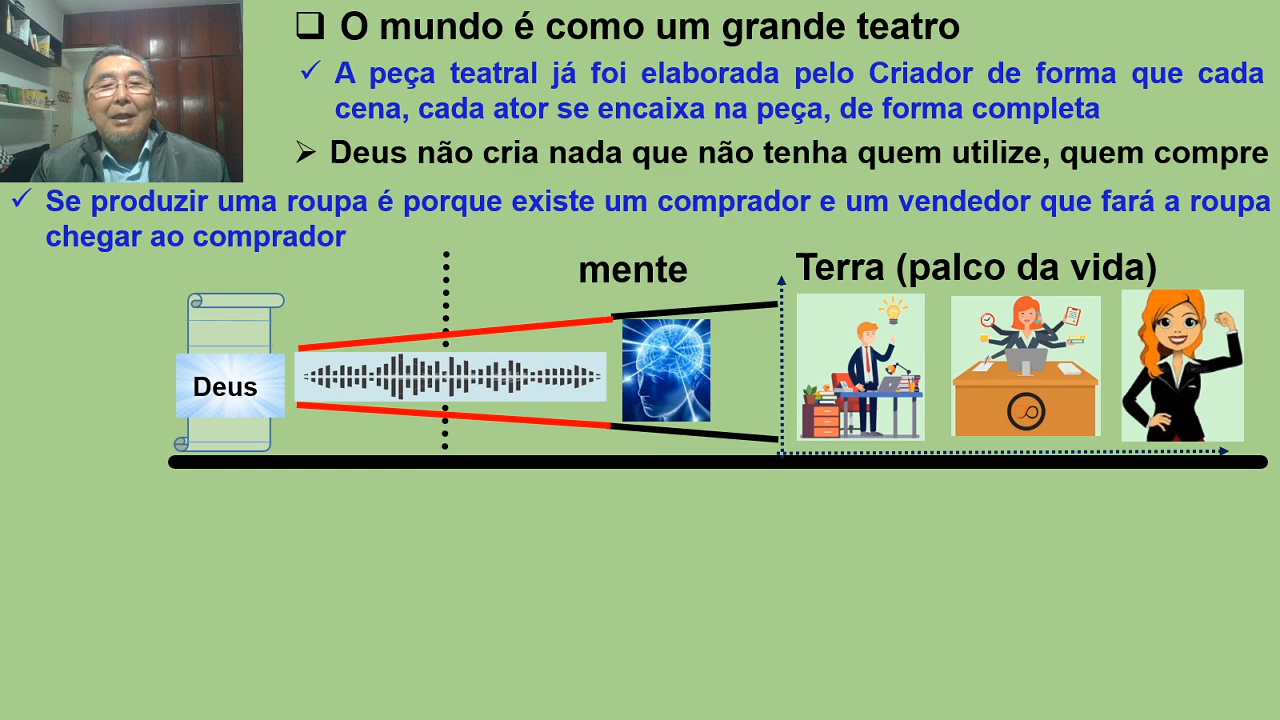 O mundo é como um grande teatro
A peça teatral já foi elaborada pelo Criador de forma que cada
cena, cada ator se encaixa na peça, de forma completa
Deus não cria nada que não tenha quem utilize, quem compre
Se produzir uma roupa é porque existe um comprador e um vendedor que fará a roupa
chegar ao comprador
mente
Terra (palco da vida)
Deus